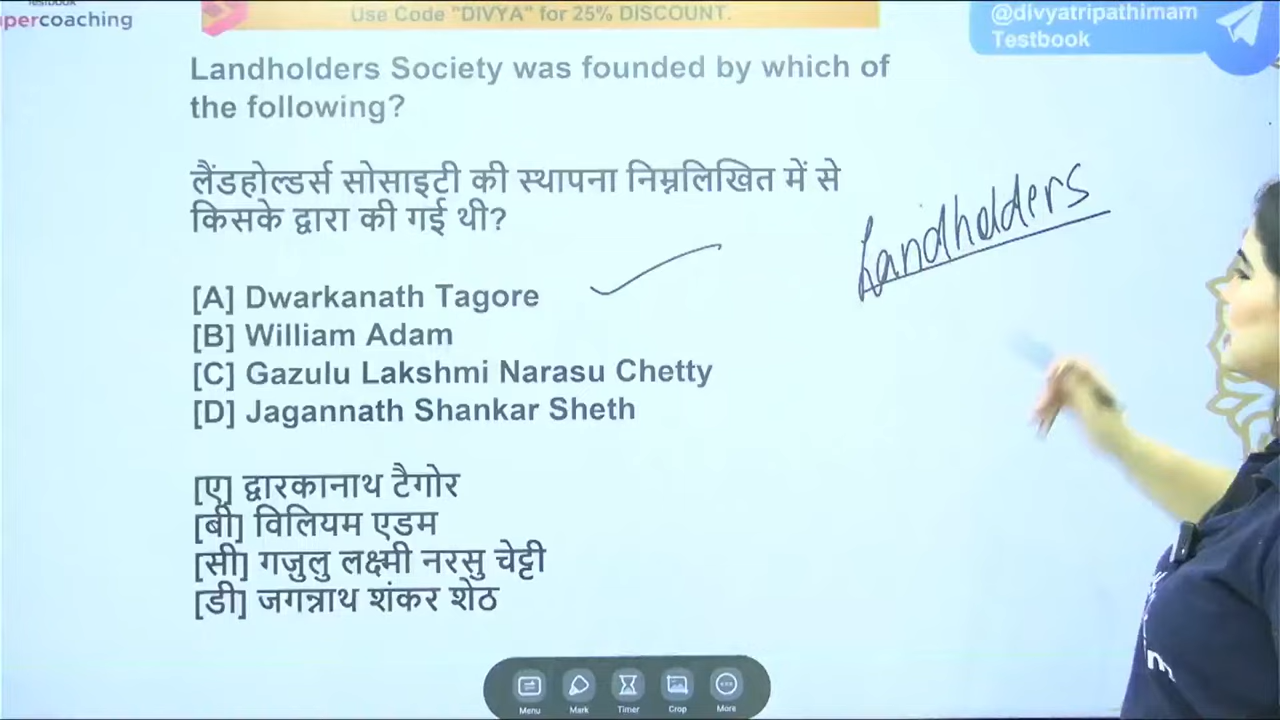 testbook
percoaching
Use Code "DIVYA" for 25% DISCOUNT.
@divyatripathimam
Testbook
Landholders Society was founded by which of
the following?
लैंडहोल्डर्स सोसाइटी की स्थापना निम्नलिखित में से
किसके द्वारा की गई थी?
Landholders
[A] Dwarkanath Tagore
[B] William Adam
[C] Gazulu Lakshmi Narasu Chetty
[D] Jagannath Shankar Sheth
[ए] द्वारकानाथ टैगोर
[बी] विलियम एडम
[सी] गज़ुलु लक्ष्मी नरसु चेट्टी
[डी] जगन्नाथ शंकर शेठ
Menu Mark Timer Crop More